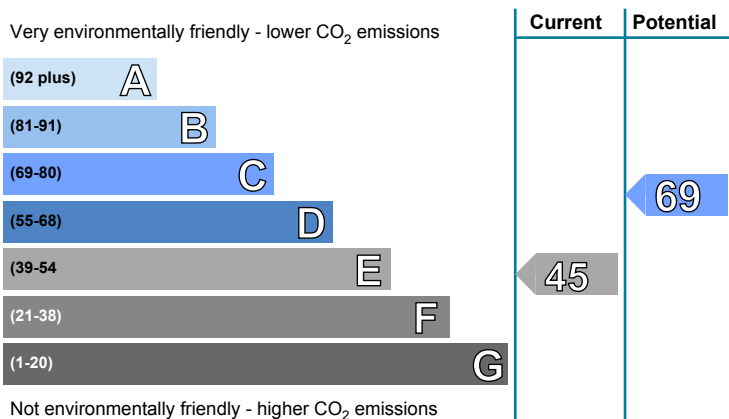 Very environmentally friendly - lower CO2 emissions
Current
Potential
(92 plus) A
(81-91) B
(69-80) C
69
(55-68) D
(39-54 E
45
(21-38) F
(1-20) G
Not environmentally friendly - higher CO2 emissions